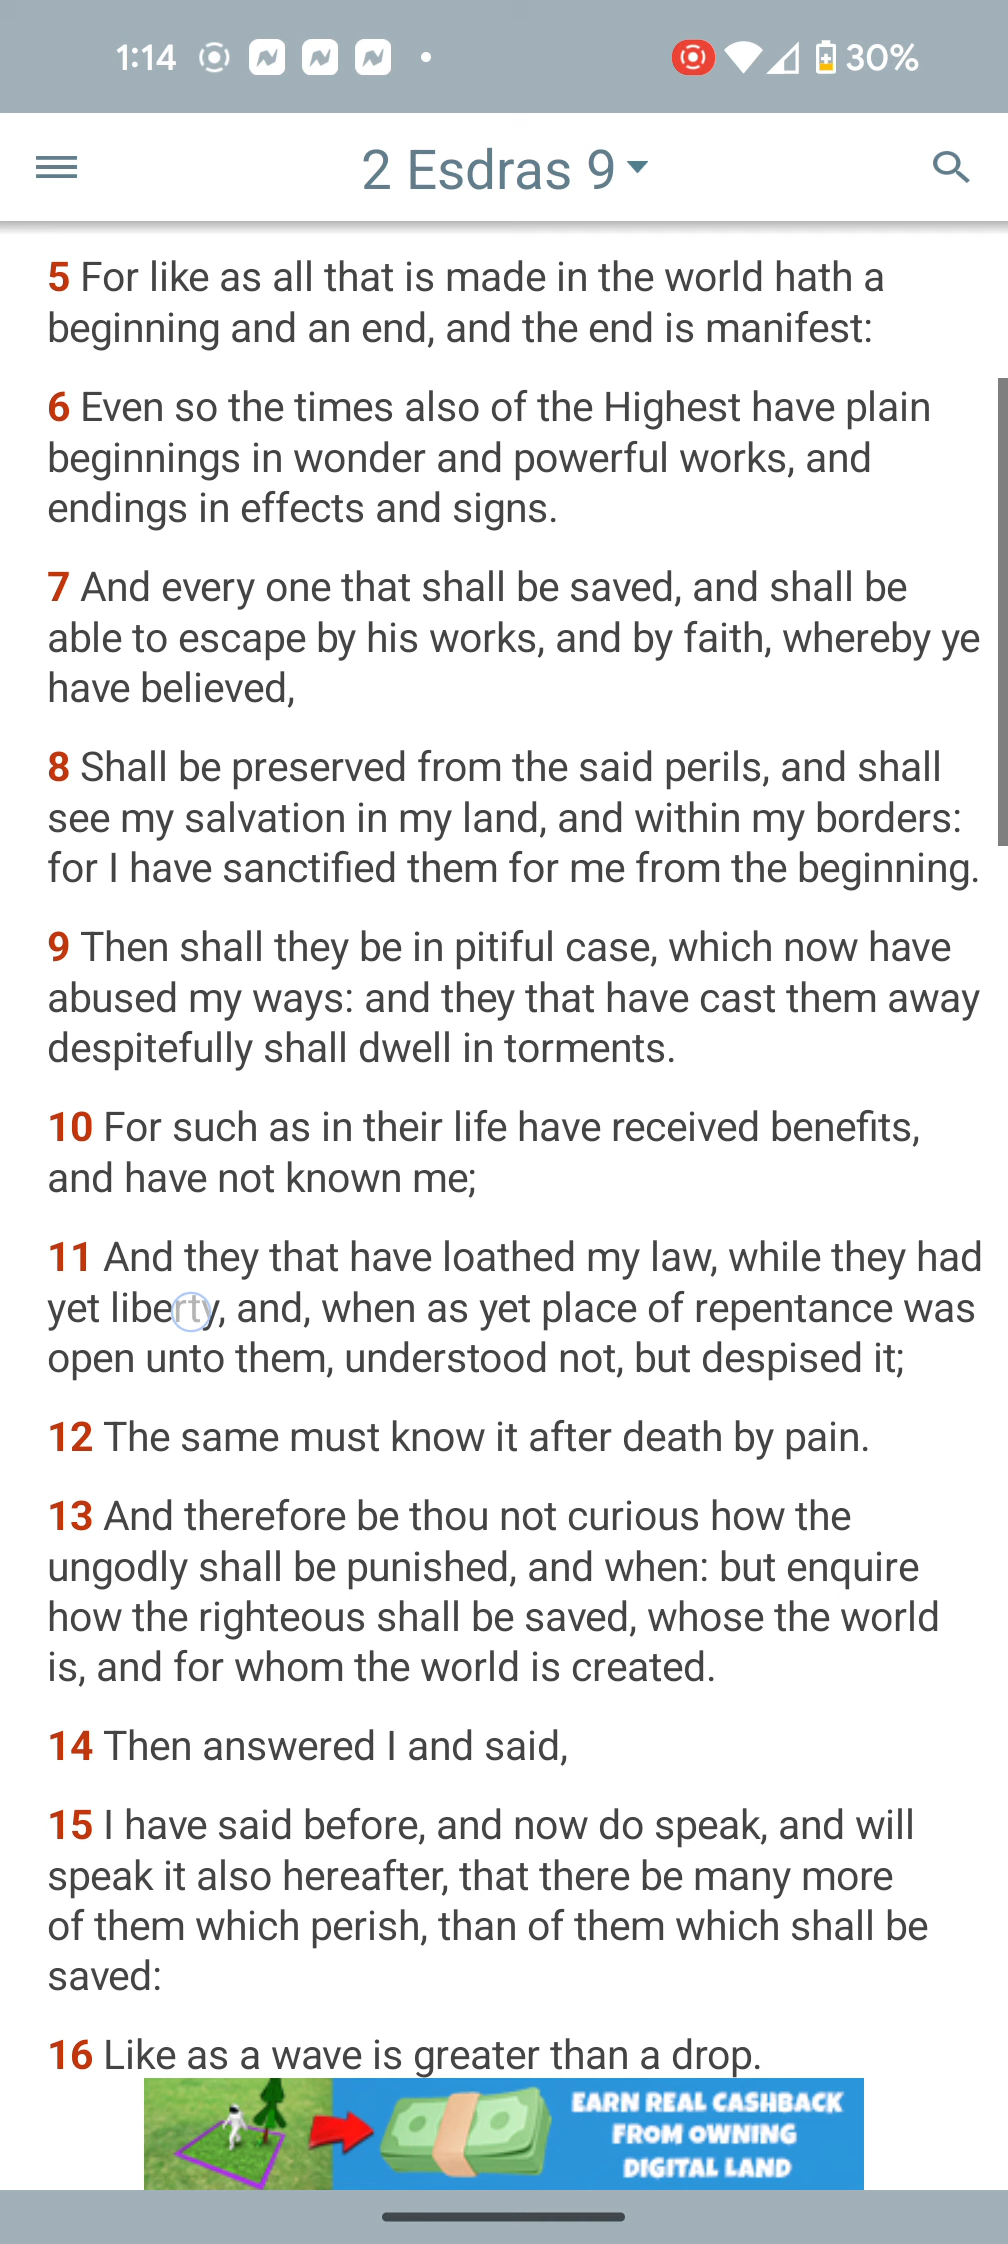 1:14
30%
2 Esdras 9
5 For like as all that is made in the world hath a
beginning and an end, and the end is manifest:
6 Even so the times also of the Highest have plain
beginnings in wonder and powerful works, and
endings in effects and signs.
7 And every one that shall be saved, and shall be
able to escape by his works, and by faith, whereby ye
have believed,
8 Shall be preserved from the said perils, and shall
see my salvation in my land, and within my borders:
for I have sanctified them for me from the beginning.
9 Then shall they be in pitiful case, which now have
abused my ways: and they that have cast them away
despitefully shall dwell in torments.
10 For such as in their life have received benefits,
and have not known me;
11 And they that have loathed my law, while they had
yet liberty, and, when as yet place of repentance was
open unto them, understood not, but despised it;
12 The same must know it after death by pain.
13 And therefore be thou not curious how the
ungodly shall be punished, and when: but enquire
how the righteous shall be saved, whose the world
is, and for whom the world is created.
14 Then answered I and said,
15 I have said before, and now do speak, and will
speak it also hereafter, that there be many more
of them which perish, than of them which shall be
saved:
16 Like as a wave is greater than a drop.
EARN REAL CASHBACK
FROM OWNING
DIGITAL LAND